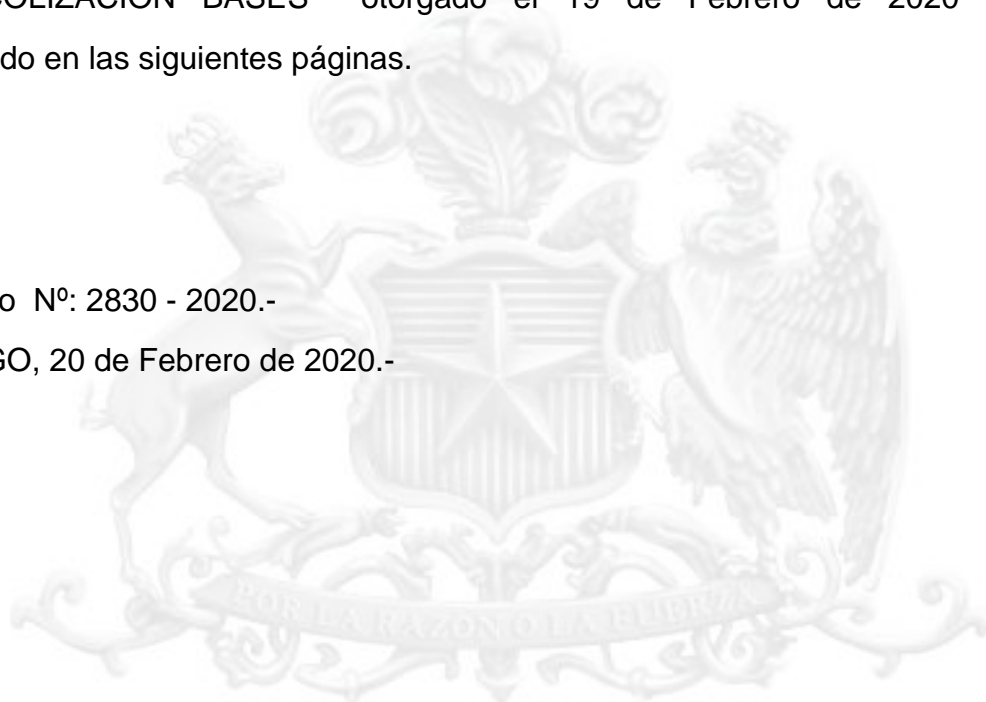 COLIZACION BASES otorgado el 19 de Febrero de 2020
do en las siguientes páginas.
o Nº: 2830 - 2020.-
GO, 20 de Febrero de 2020.-
POR LA RAZON O LA FUERZA